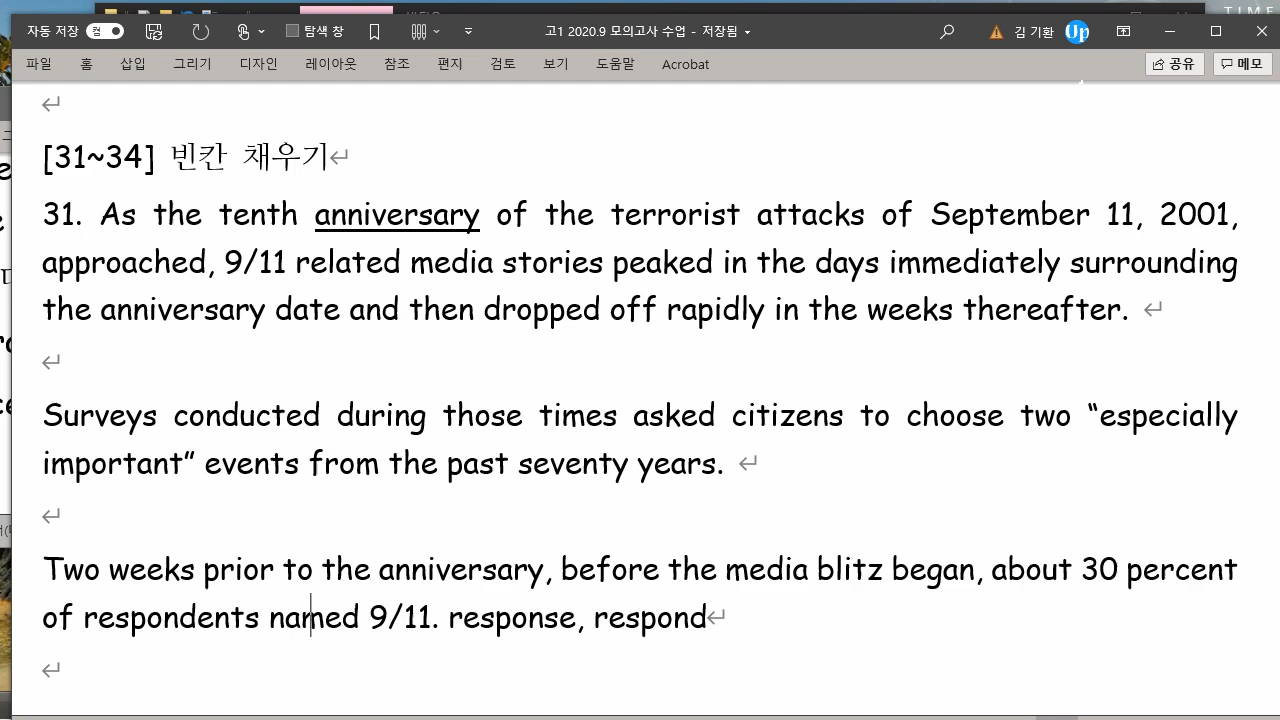 TIME
자동 저장 컴 탐색 창 고1 2020.9 모의고사 수업 - 저장됨 김 기환 Up
파일 홈 삽입 그리기 디자인 레이아웃 참조 편지 검토 보기 도움말 Acrobat 공유 메모
[31~34] 빈칸 채우기
31. As the tenth anniversary of the terrorist attacks of September 11, 2001,
approached, 9/11 related media stories peaked in the days immediately surrounding
the anniversary date and then dropped off rapidly in the weeks thereafter.
Surveys conducted during those times asked citizens to choose two “especially
important” events from the past seventy years.
Two weeks prior to the anniversary, before the media blitz began, about 30 percent
of respondents named 9/11. response, respond